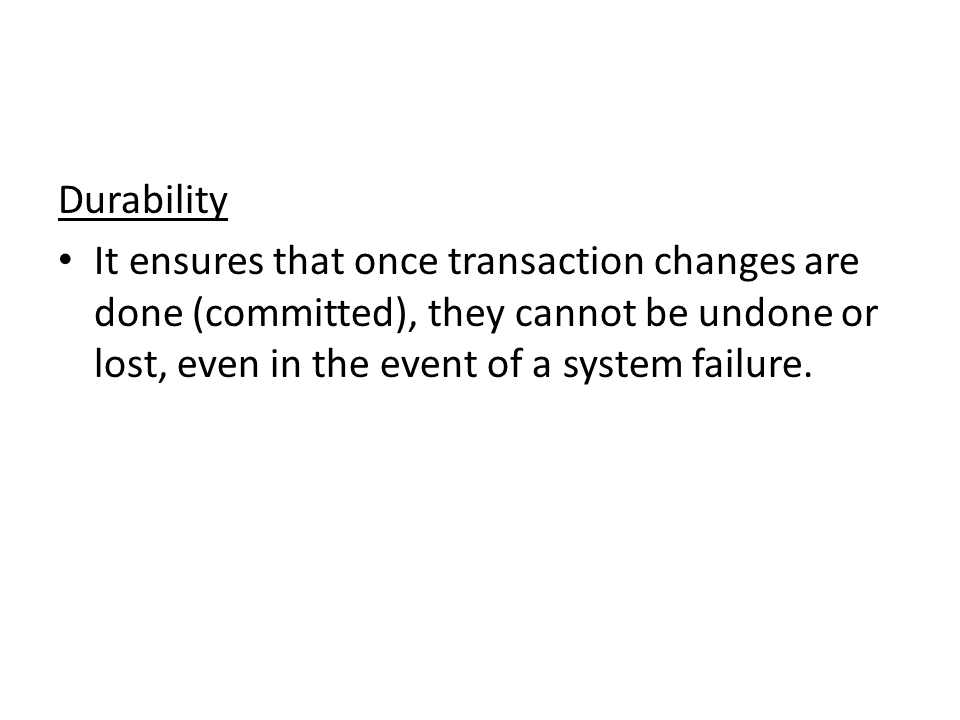 Durability
• It ensures that once transaction changes are
done (committed), they cannot be undone or
lost, even in the event of a system failure.